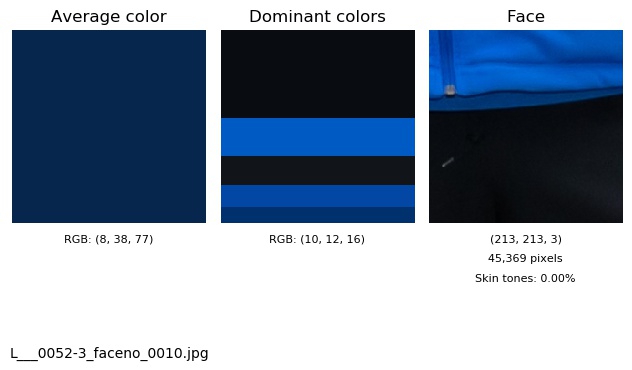 Average color
Dominant colors
Face
RGB: (8, 38, 77)
RGB: (10, 12, 16)
(213, 213, 3)
45,369 pixels
Skin tones: 0.00%
L___0052-3_faceno_0010.jpg